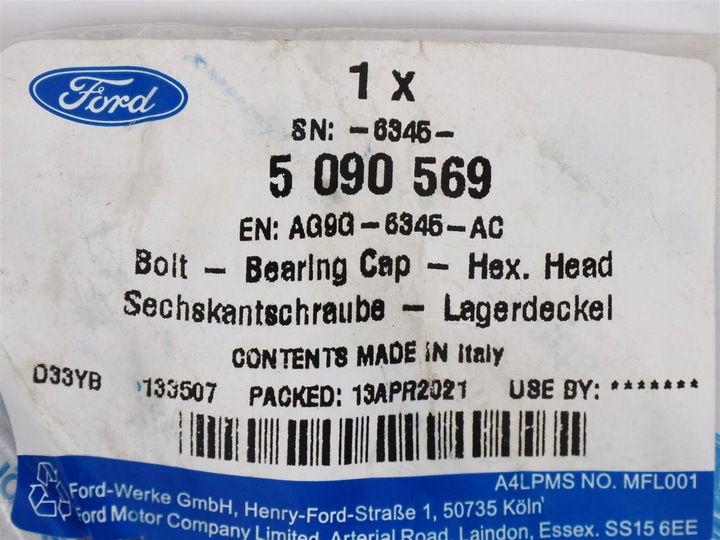 Ford
1 x
SN: -6345-
5 090 569
EN: AG9G-6345-AC
Bolt - Bearing Cap - Hex. Head
Sechskantschraube - Lagerdeckel
CONTENTS MADE IN Italy
D33YB 133507 PACKED: 13APR2021 USE BY: *******
A4LPMS NO. MFL001
Ford-Werke GmbH, Henry-Ford-Straße 1, 50735 Köln
Ford Motor Company Limited, Arterial Road, Laindon, Essex. SS15 6EE